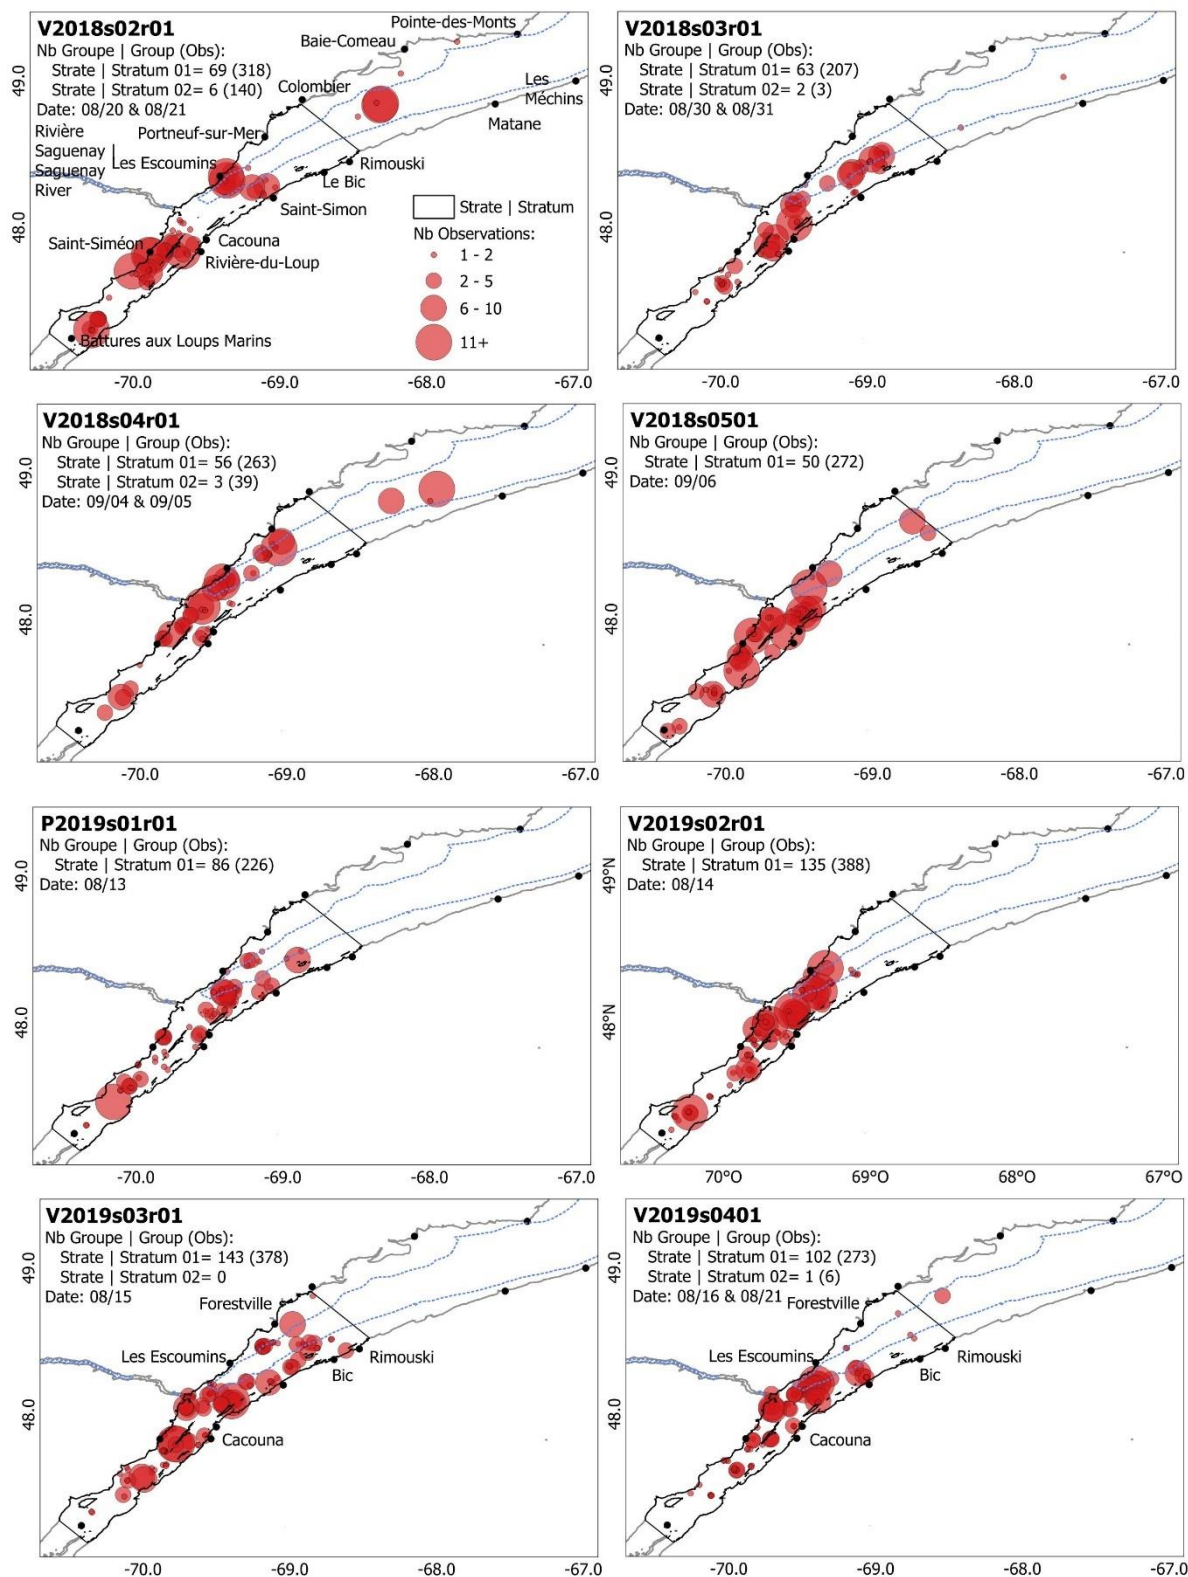 V2018s02r01
Nb Groupe | Group (Obs):
Strate | Stratum 01= 69 (318)
Strate | Stratum 02= 6 (140)
Date: 08/20 & 08/21
Pointe-des-Monts
Baie-Comeau
Colombier
Les
Méchins
Matane
Rivière
Saguenay
Saguenay
River
Portneuf-sur-Mer
Les Escoumins
Rimouski
Le Bic
Saint-Simon
Strate | Stratum
Nb Observations:
1 - 2
2 - 5
6 - 10
11+
Saint-Siméon
Cacouna
Rivière-du-Loup
Battures aux Loups Marins
49.0
48.0
-70.0 -69.0 -68.0 -67.0
V2018s03r01
Nb Groupe | Group (Obs):
Strate | Stratum 01= 63 (207)
Strate | Stratum 02= 2 (3)
Date: 08/30 & 08/31
49.0
48.0
-70.0 -69.0 -68.0 -67.0
V2018s04r01
Nb Groupe | Group (Obs):
Strate | Stratum 01= 56 (263)
Strate | Stratum 02= 3 (39)
Date: 09/04 & 09/05
49.0
48.0
-70.0 -69.0 -68.0 -67.0
V2018s0501
Nb Groupe | Group (Obs):
Strate | Stratum 01= 50 (272)
Date: 09/06
49.0
48.0
-70.0 -69.0 -68.0 -67.0
P2019s01r01
Nb Groupe | Group (Obs):
Strate | Stratum 01= 86 (226)
Date: 08/13
49.0
48.0
-70.0 -69.0 -68.0 -67.0
V2019s02r01
Nb Groupe | Group (Obs):
Strate | Stratum 01= 135 (388)
Date: 08/14
49°N
48°N
70°O 69°O 68°O 67°O
V2019s03r01
Nb Groupe | Group (Obs):
Strate | Stratum 01= 143 (378)
Strate | Stratum 02= 0
Date: 08/15
Forestville
Les Escoumins
Rimouski
Bic
Cacouna
49.0
48.0
-70.0 -69.0 -68.0 -67.0
V2019s0401
Nb Groupe | Group (Obs):
Strate | Stratum 01= 102 (273)
Strate | Stratum 02= 1 (6)
Date: 08/16 & 08/21
Forestville
Les Escoumins
Rimouski
Bic
Cacouna
49.0
48.0
-70.0 -69.0 -68.0 -67.0